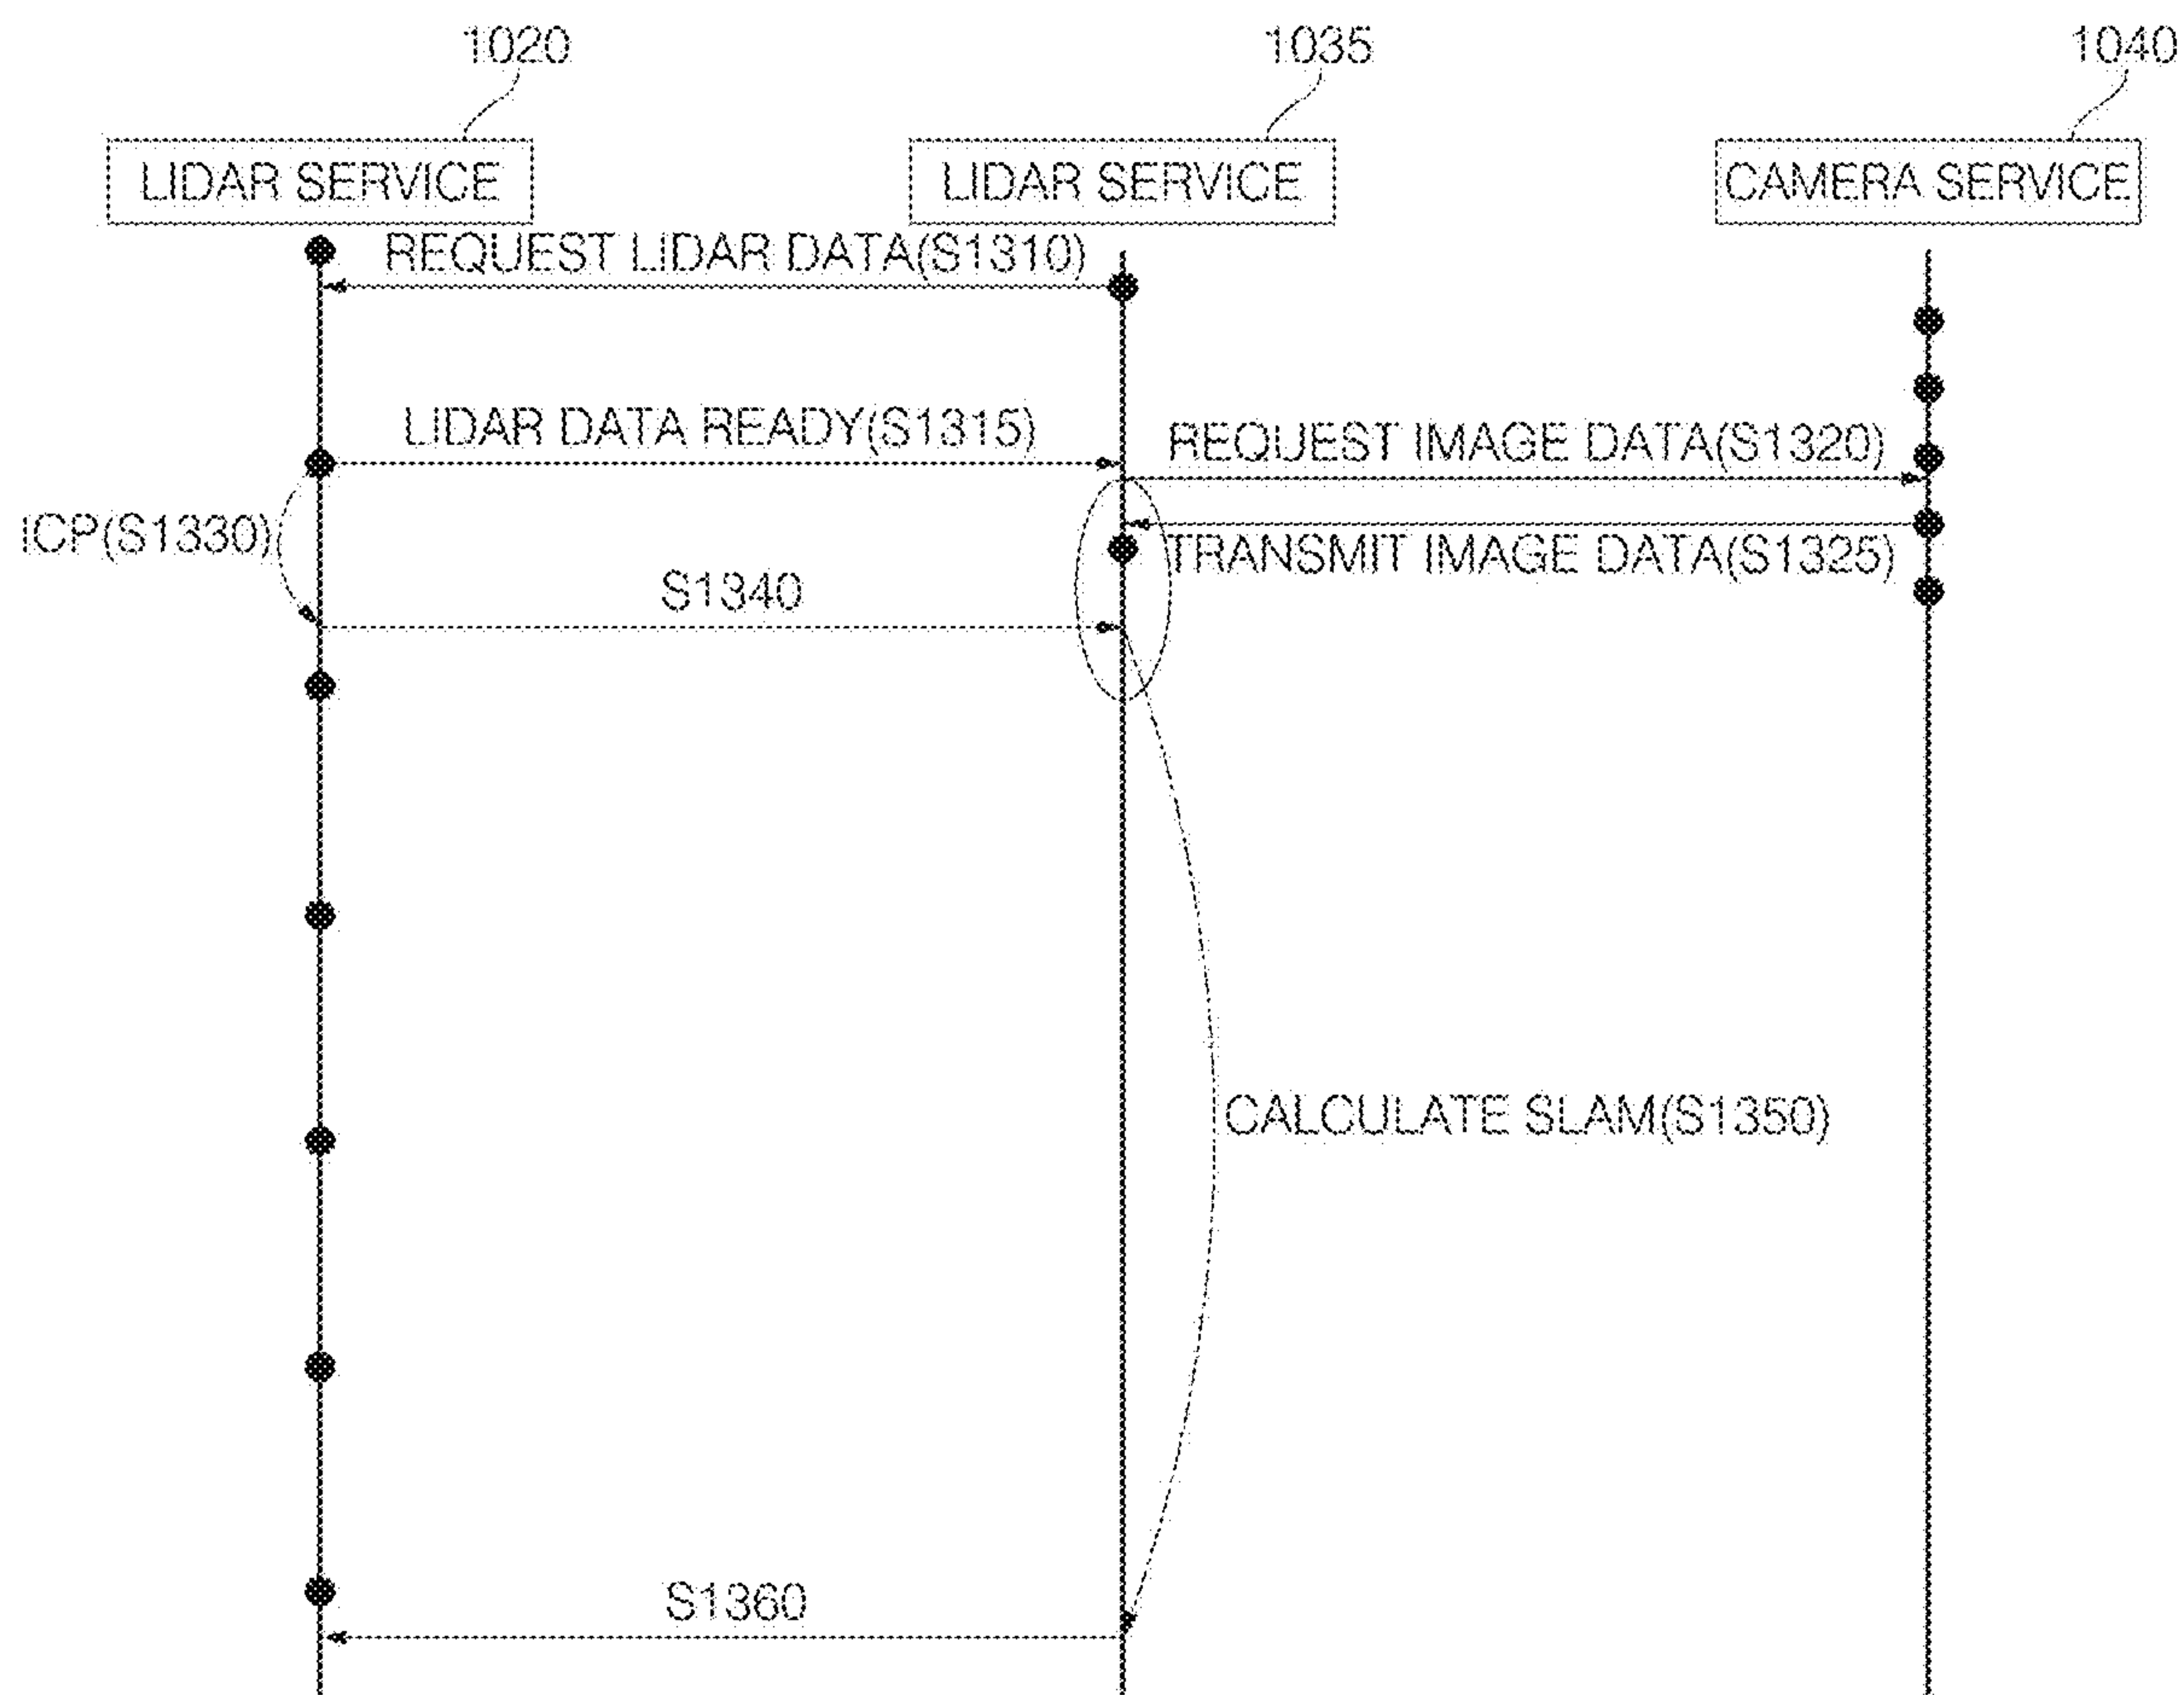 1020
1035
1040
LIDAR SERVICE
LIDAR SERVICE
CAMERA SERVICE
REQUEST LIDAR DATA(S1310)
LIDAR DATA READY(S1315)
REQUEST IMAGE DATA(S1320)
ICP(S1330)
TRANSMIT IMAGE DATA(S1325)
S1340
CALCULATE SLAM(S1350)
S1360